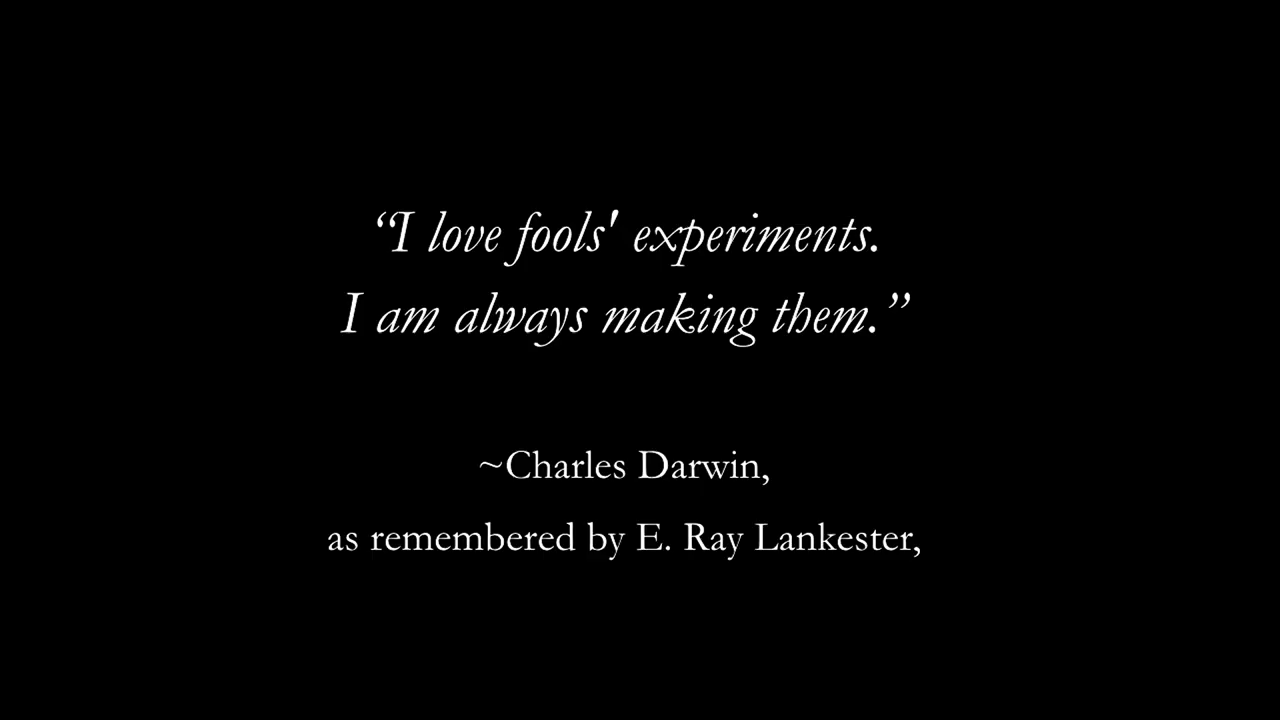 “I love fools' experiments.
I am always making them.”
~Charles Darwin,
as remembered by E. Ray Lankester,